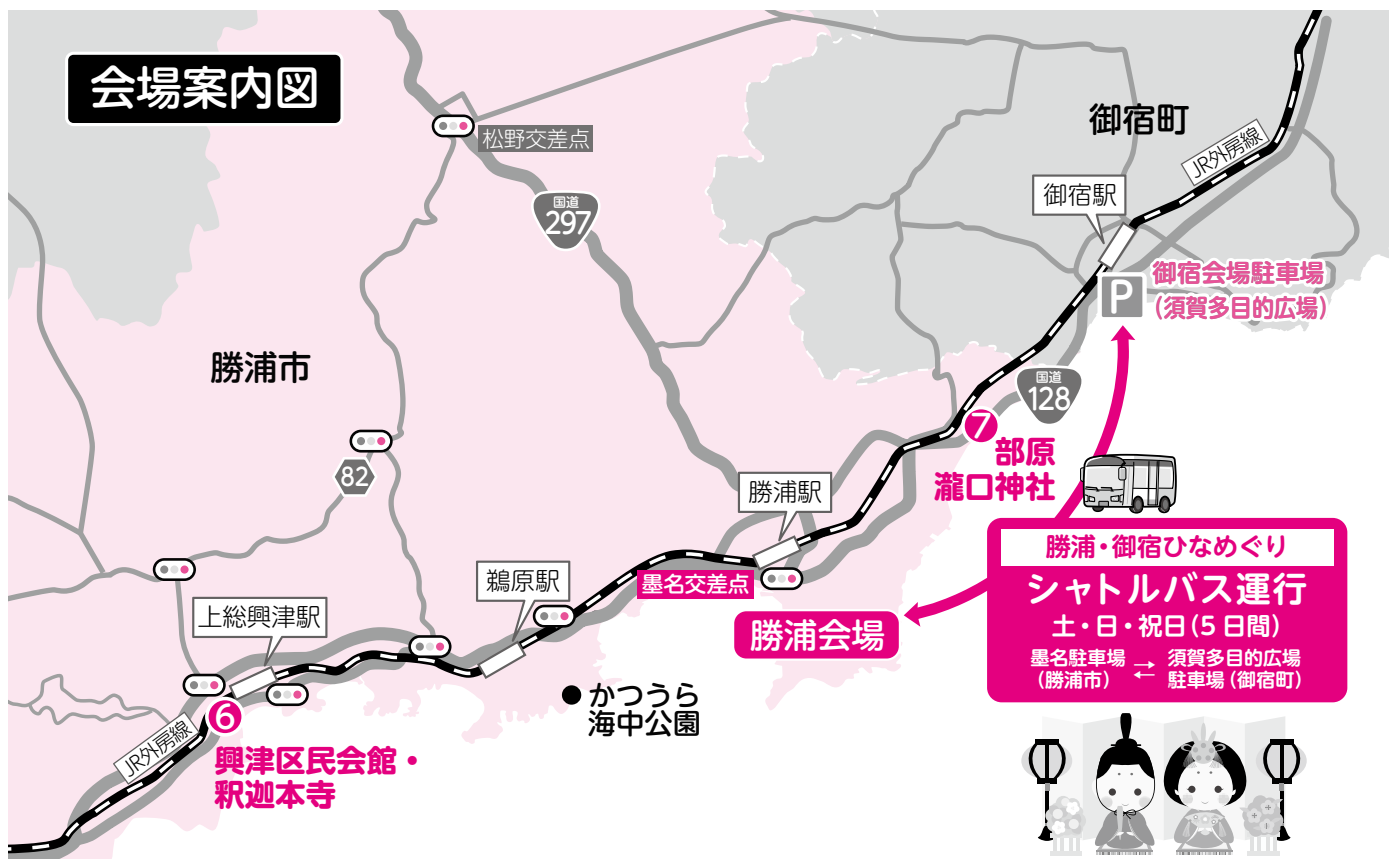 会場案内図
松野交差点
国道
297
御宿町
JR外房線
御宿駅
P
御宿会場駐車場
(須賀多目的広場)
勝浦市
国道
128
82
7
部原
瀧口神社
勝浦駅
墨名交差点
鵜原駅
上総興津駅
勝浦会場
勝浦・御宿ひなめぐり
シャトルバス運行
土・日・祝日(5日間)
墨名駐車場
(勝浦市)
→
←
須賀多目的広場
駐車場(御宿町)
● かつうら
海中公園
6
興津区民会館・
釈迦本寺
JR外房線